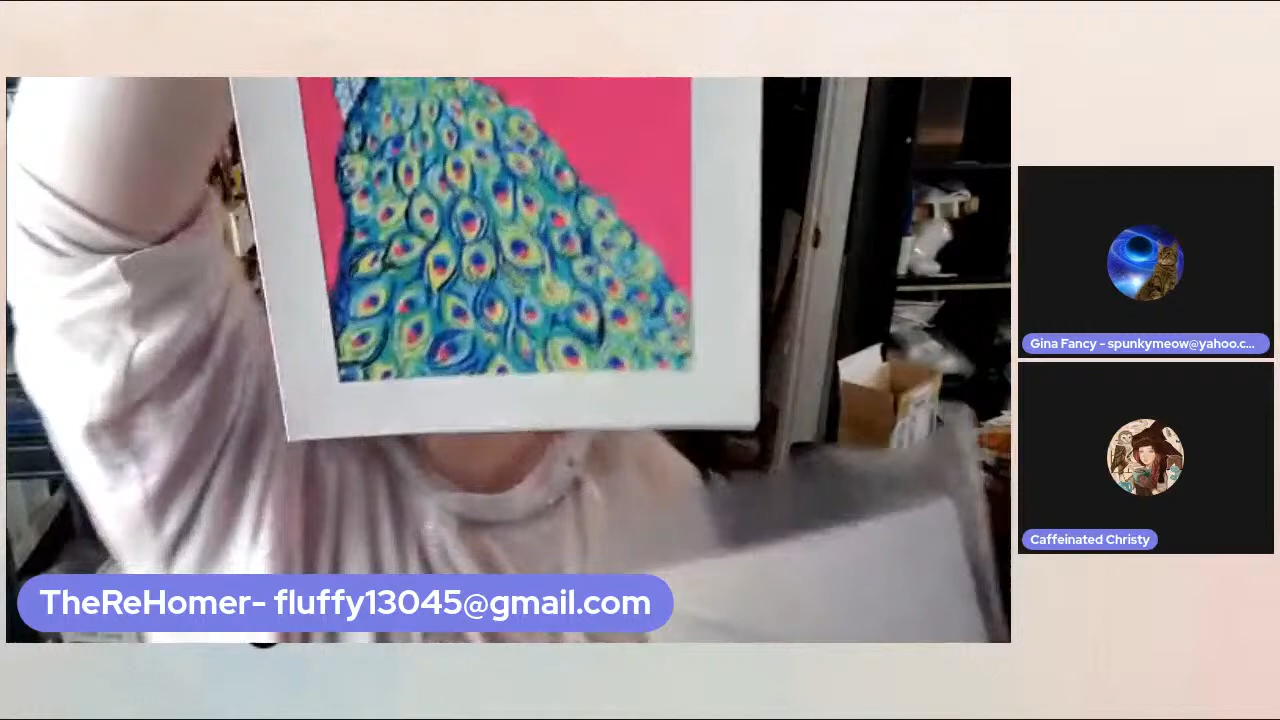 TheReHomer- fluffy13045@gmail.com
Gina Fancy - spunkymeow@yahoo.c...
Caffeinated Christy